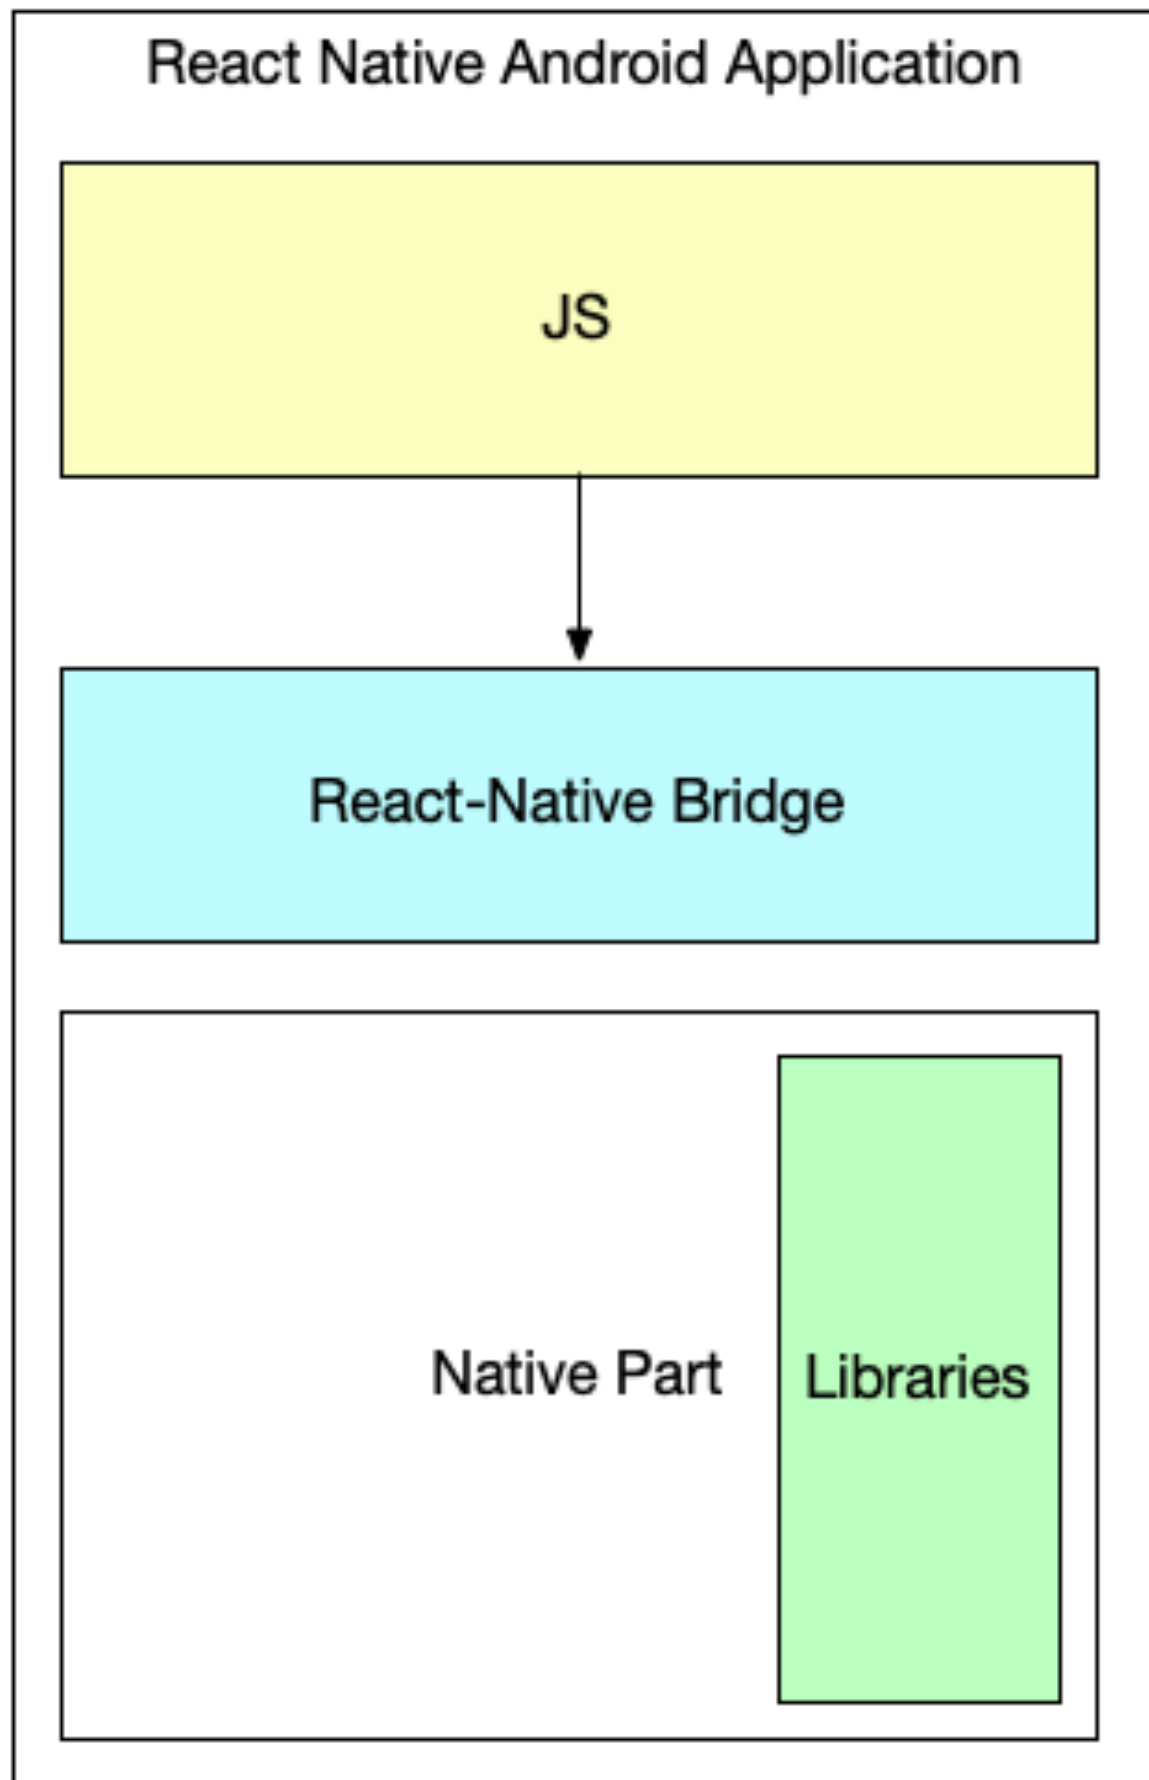 React Native Android Application
JS
React-Native Bridge
Native Part
Libraries